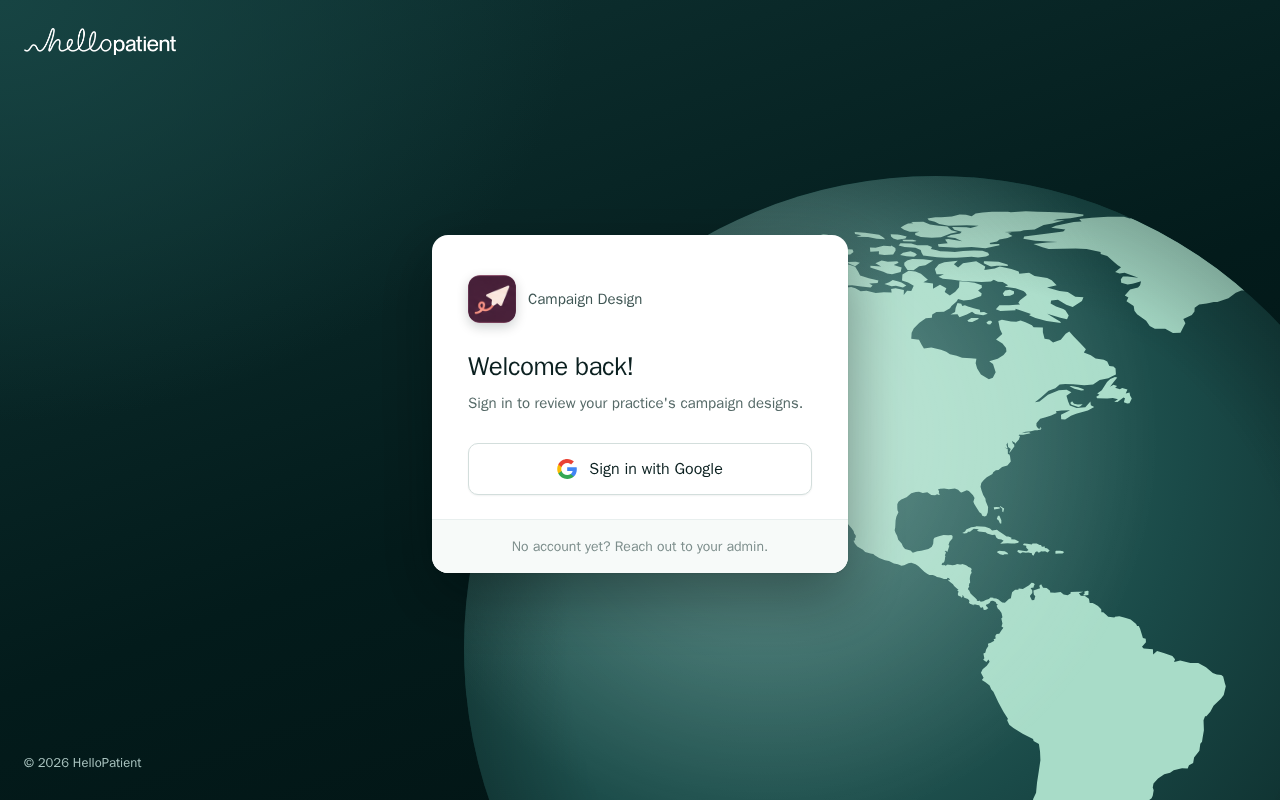 hellopatient
Campaign Design
Welcome back!
Sign in to review your practice's campaign designs.
Sign in with Google
No account yet? Reach out to your admin.
© 2026 HelloPatient